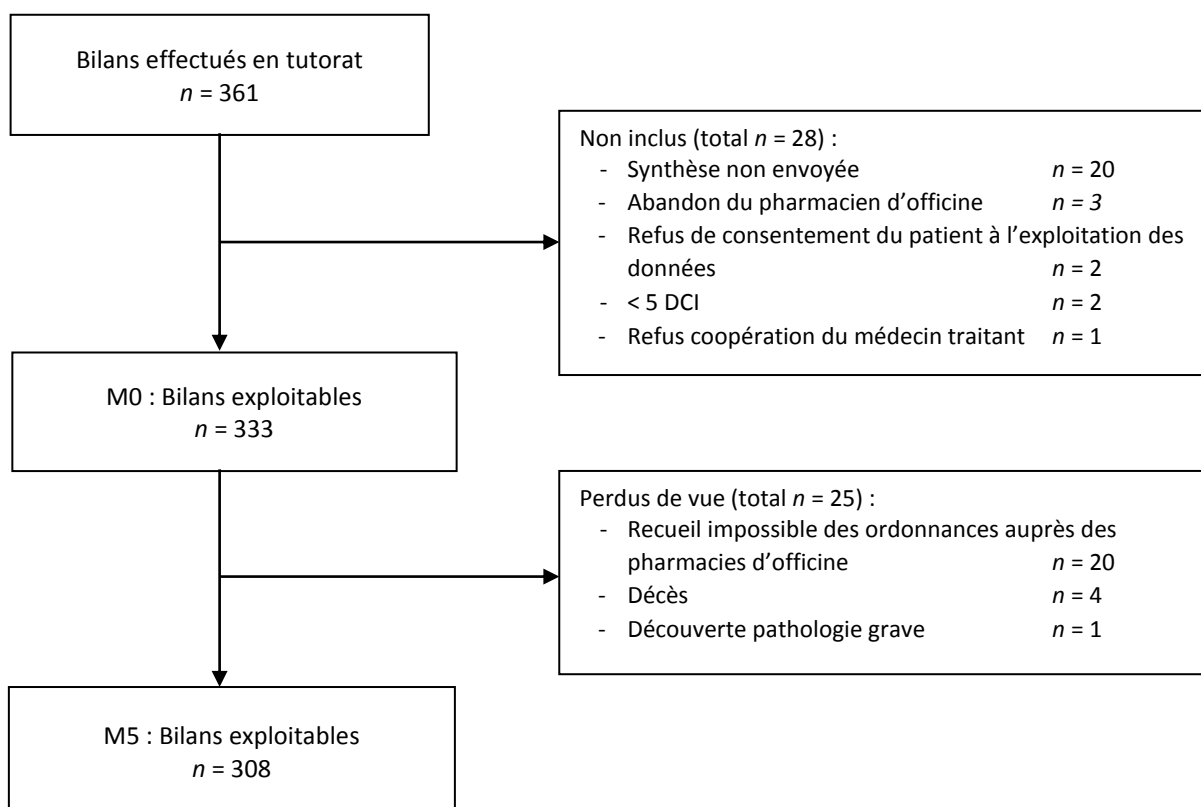 Bilans effectués en tutorat
n = 361
Non inclus (total n = 28) :
- Synthèse non envoyée n = 20
- Abandon du pharmacien d’officine n = 3
- Refus de consentement du patient à l’exploitation des
données n = 2
- < 5 DCI n = 2
- Refus coopération du médecin traitant n = 1
M0 : Bilans exploitables
n = 333
Perdus de vue (total n = 25) :
- Recueil impossible des ordonnances auprès des
pharmacies d’officine n = 20
- Décès n = 4
- Découverte pathologie grave n = 1
M5 : Bilans exploitables
n = 308